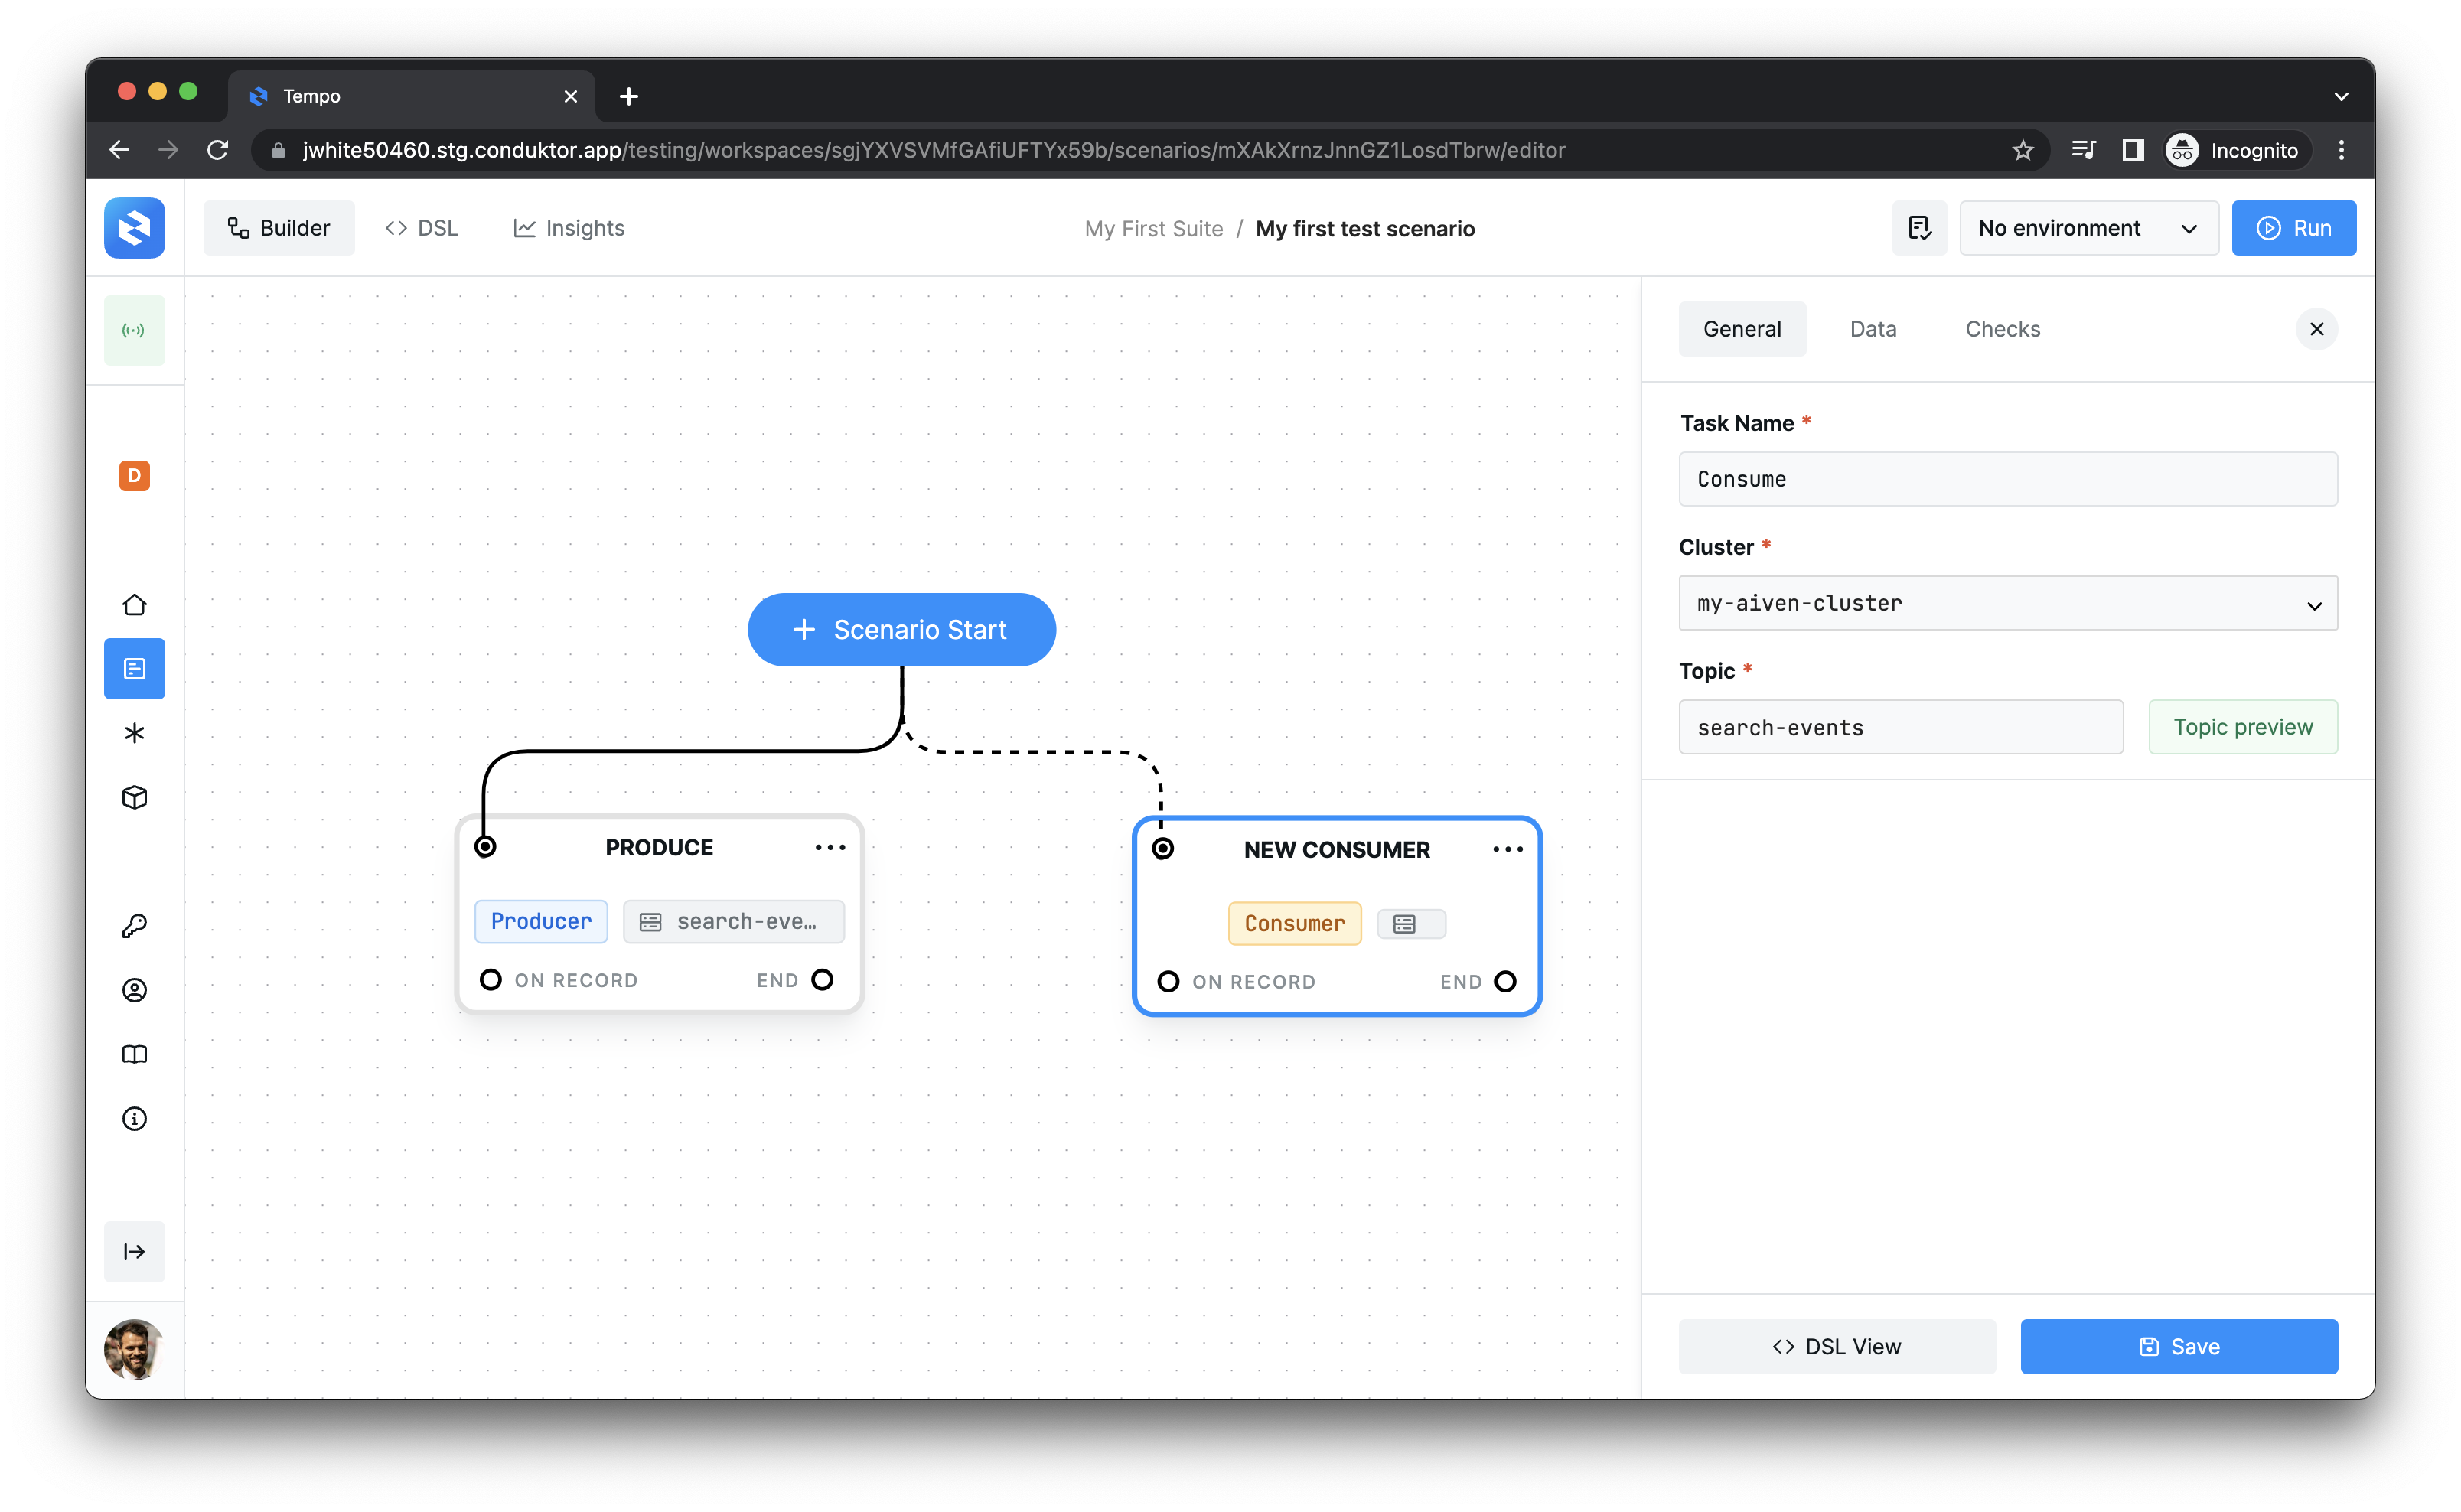 Tempo
jwhite50460.stg.conduktor.app/testing/workspaces/sgjYXVSVMfGAfiUFTYx59b/scenarios/mXAkXrnzJnnGZ1LosdTbrw/editor
Incognito
Builder
DSL
Insights
My First Suite / My first test scenario
No environment
Run
D
General
Data
Checks
Task Name *
Consume
Cluster *
my-aiven-cluster
Topic *
search-events
Topic preview
+ Scenario Start
PRODUCE
Producer
search-eve...
ON RECORD
END
NEW CONSUMER
Consumer
ON RECORD
END
<> DSL View
Save